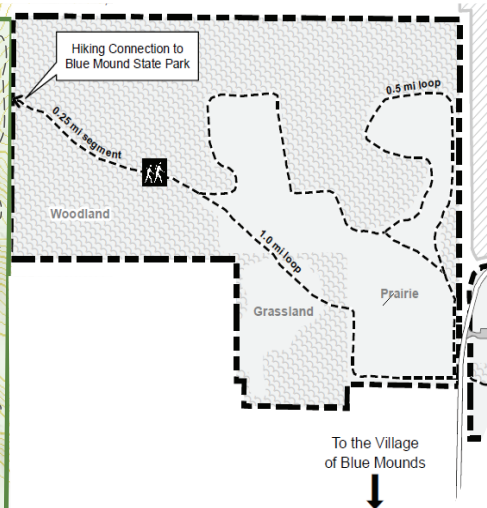 Hiking Connection to
Blue Mound State Park
0.5 mi loop
0.25 mi segment
Woodland
1.0 mi loop
Prairie
Grassland
To the Village
of Blue Mounds